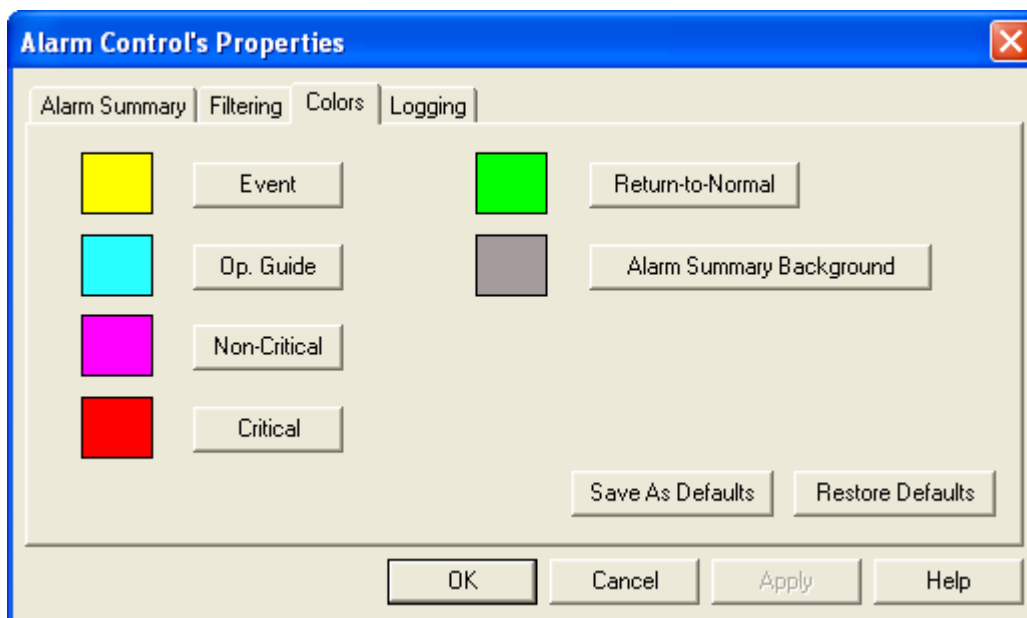 Alarm Control's Properties
Alarm Summary Filtering Colors Logging
Event Return-to-Normal
Op. Guide Alarm Summary Background
Non-Critical
Critical
Save As Defaults Restore Defaults
OK Cancel Apply Help